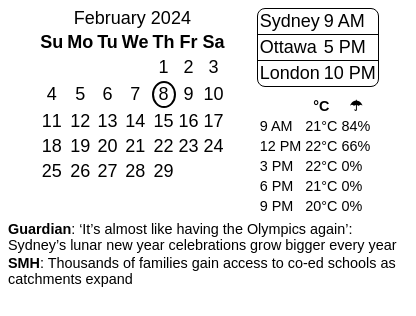 February 2024
Su Mo Tu We Th Fr Sa
1 2 3
4 5 6 7 8 9 10
11 12 13 14 15 16 17
18 19 20 21 22 23 24
25 26 27 28 29
Sydney 9 AM
Ottawa 5 PM
London 10 PM
°C ☂
9 AM 21°C 84%
12 PM 22°C 66%
3 PM 22°C 0%
6 PM 21°C 0%
9 PM 20°C 0%
Guardian: ‘It’s almost like having the Olympics again’:
Sydney’s lunar new year celebrations grow bigger every year
SMH: Thousands of families gain access to co-ed schools as
catchments expand